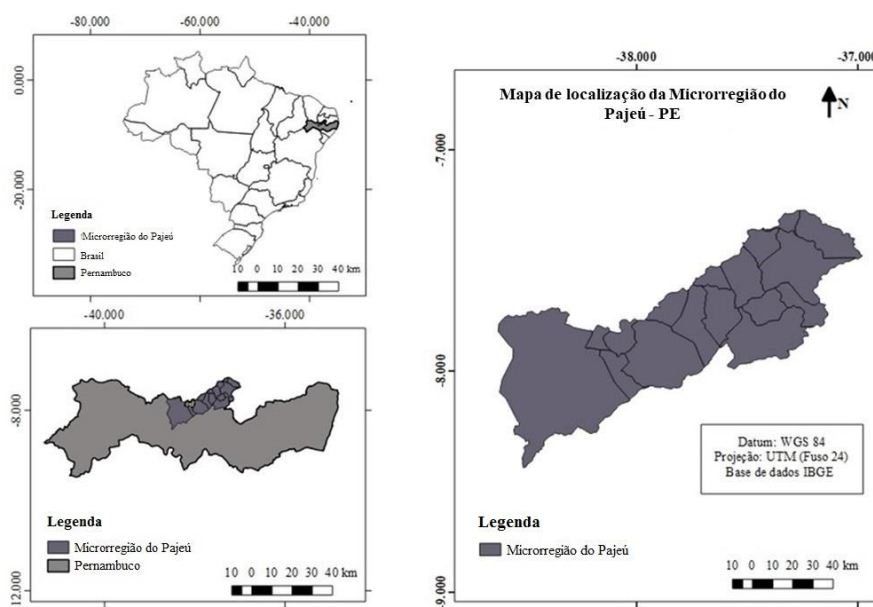 -80.000 -60.000 -40.000
0.000
-20.000
Legenda
Microrregião do Pajeú
Brasil
Pernambuco
10 0 10 20 30 40 km
-40.000 -36.000
-8.000
-12.000
Legenda
Microrregião do Pajeú
Pernambuco
10 0 10 20 30 40 km
-38.000 -37.000
Mapa de localização da Microrregião do
Pajeú - PE
N
-7.000
-8.000
-9.000
Datum: WGS 84
Projeção: UTM (Fuso 24)
Base de dados IBGE
Legenda
Microrregião do Pajeú
10 0 10 20 30 40 km